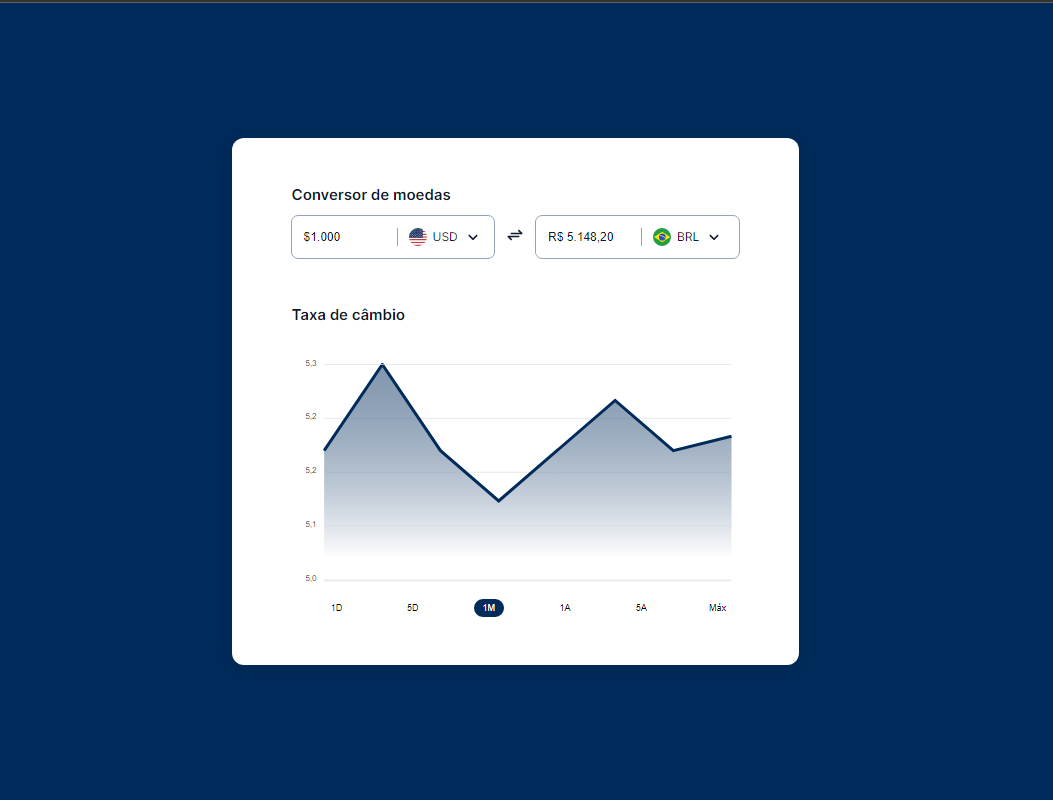 Conversor de moedas
$1.000 USD R$ 5.148,20 BRL
Taxa de câmbio
5,3
5,2
5,2
5,1
5,0
1D 5D 1M 1A 5A Máx